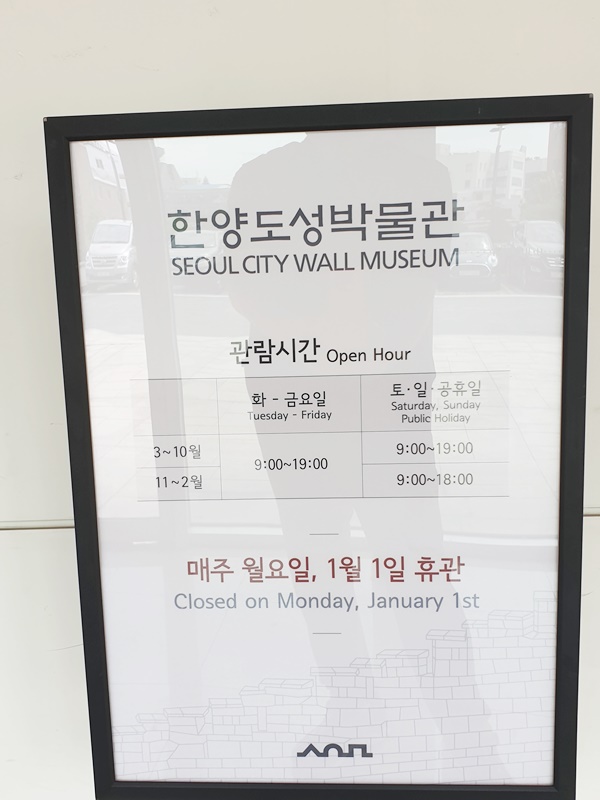 한양도성박물관
SEOUL CITY WALL MUSEUM
관람시간 Open Hour
화 - 금요일
Tuesday - Friday
토·일·공휴일
Saturday, Sunday
Public Holiday
3~10월
9:00~19:00
9:00~19:00
11~2월
9:00~18:00
매주 월요일, 1월 1일 휴관
Closed on Monday, January 1st